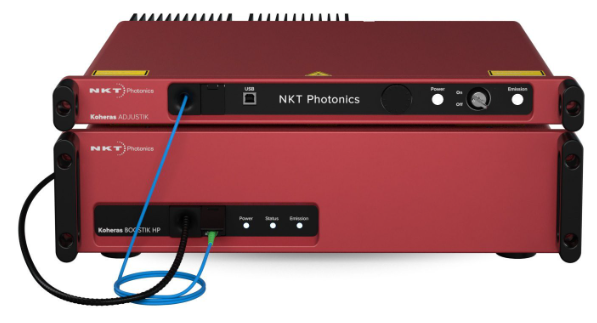 NKT Photonics
USB
NKT Photonics
Power
On
Off
Emission
Koheras ADJUSTIK
NKT Photonics
Power Status Emission
Koheras BOOSTIK HP